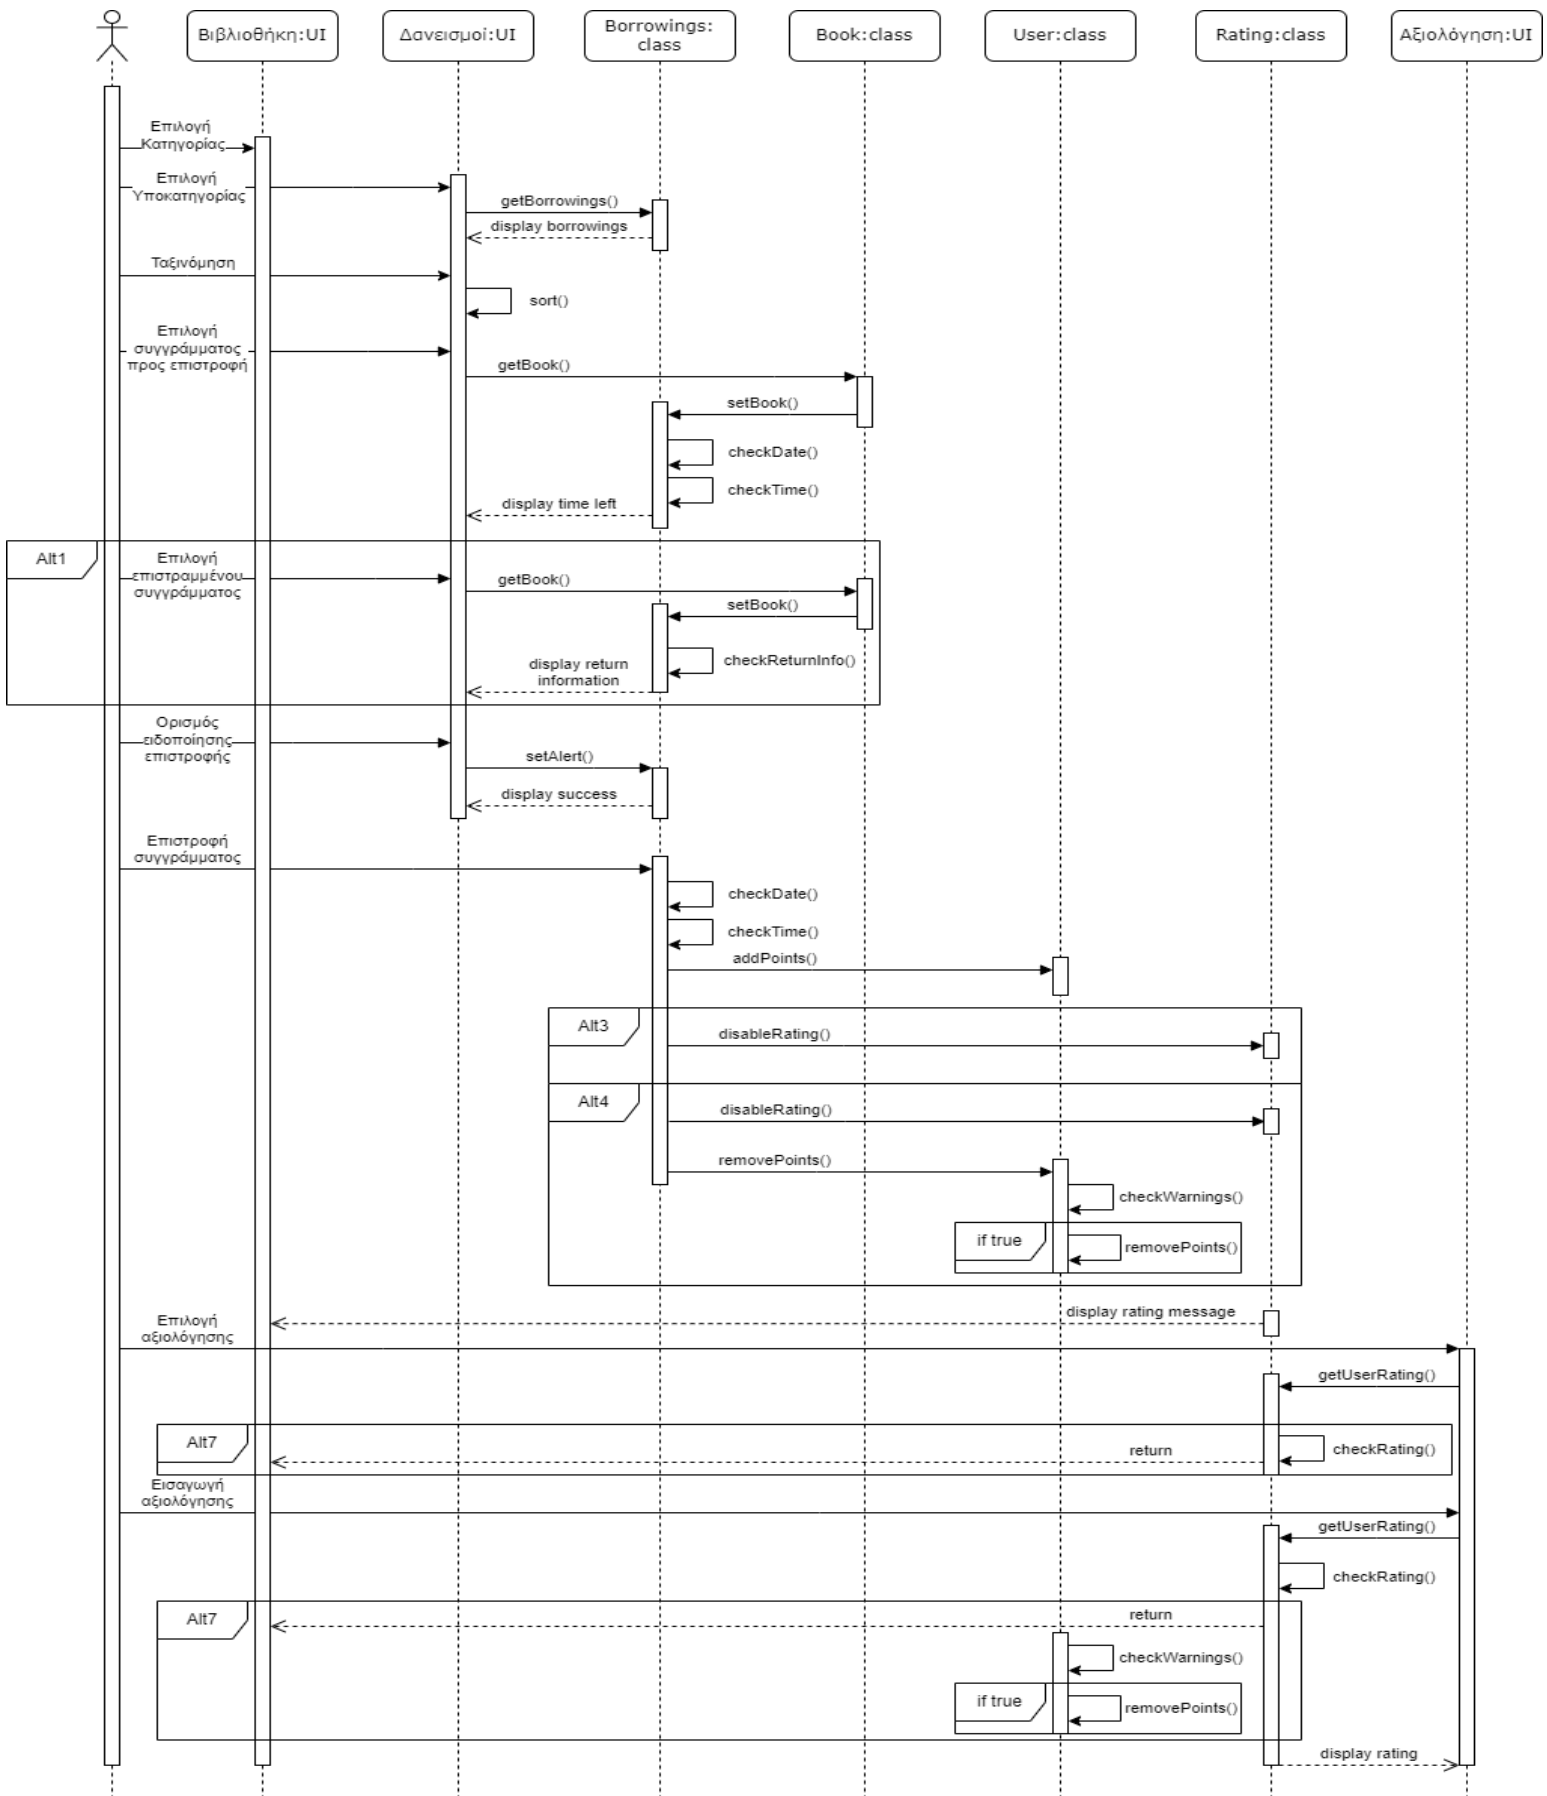 Βιβλιοθήκη:UI
Δανεισμοί:UI
Borrowings:
class
Book:class
User:class
Rating:class
Αξιολόγηση:UI
Επιλογή
Κατηγορίας
Επιλογή
Υποκατηγορίας
getBorrowings()
display borrowings
Ταξινόμηση
sort()
Επιλογή
συγγράμματος
προς επιστροφή
getBook()
setBook()
checkDate()
checkTime()
display time left
Alt1
Επιλογή
επιστραμμένου
συγγράμματος
getBook()
setBook()
checkReturnInfo()
display return
information
Ορισμός
ειδοποίησης
επιστροφής
setAlert()
display success
Επιστροφή
συγγράμματος
checkDate()
checkTime()
addPoints()
Alt3
disableRating()
Alt4
disableRating()
removePoints()
checkWarnings()
if true
removePoints()
display rating message
Επιλογή
αξιολόγησης
getUserRating()
Alt7
return
checkRating()
Εισαγωγή
αξιολόγησης
getUserRating()
checkRating()
Alt7
return
checkWarnings()
if true
removePoints()
display rating